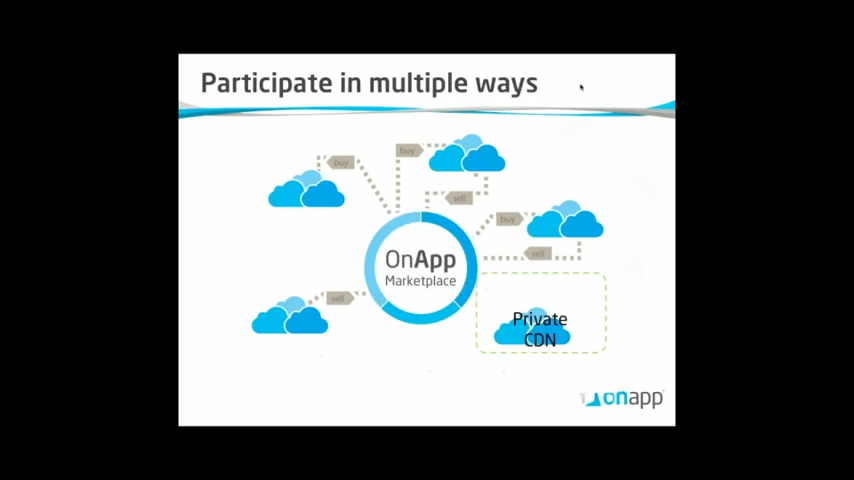 Participate in multiple ways
buy
buy
sell
buy
sell
OnApp
Marketplace
sell
Private
CDN
onapp